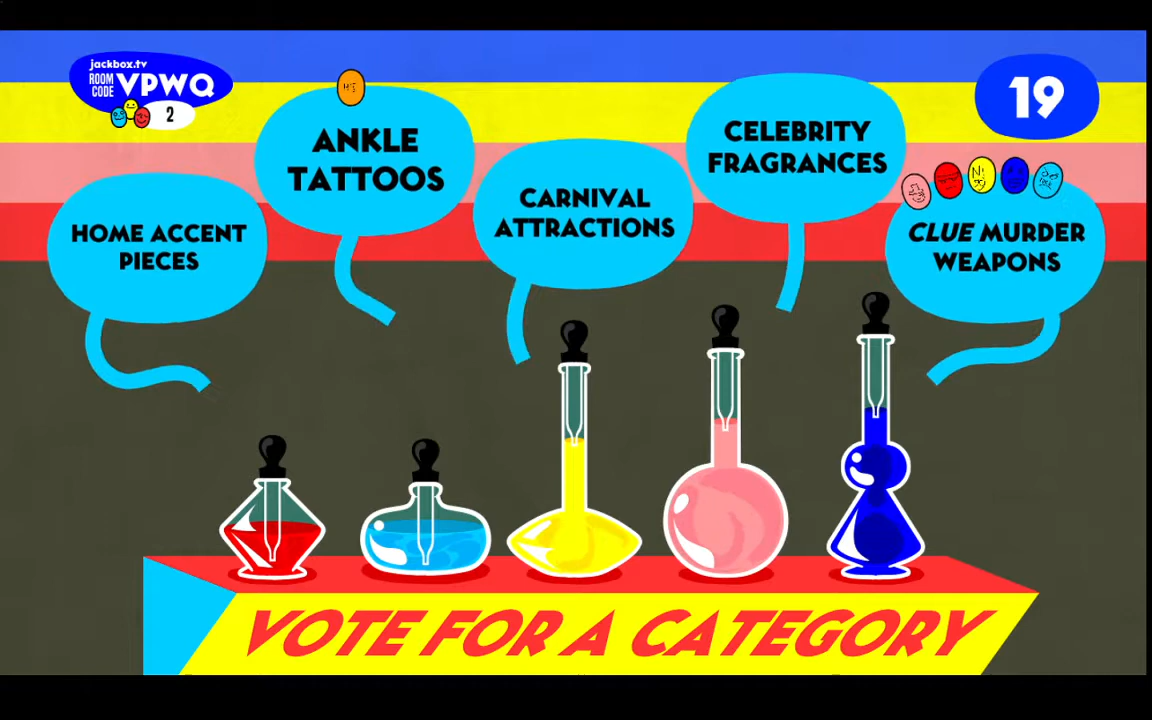 jackbox.tv
ROOM CODE VPWQ
2
19
HOME ACCENT
PIECES
ANKLE
TATTOOS
CARNIVAL
ATTRACTIONS
CELEBRITY
FRAGRANCES
CLUE MURDER
WEAPONS
VOTE FOR A CATEGORY